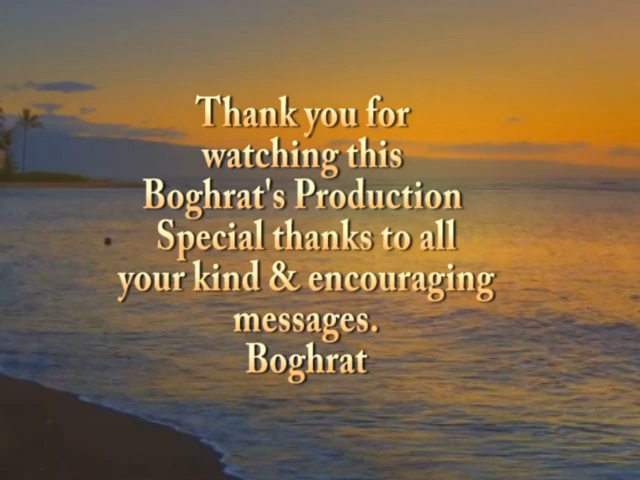 Thank you for
watching this
Boghrat's Production
Special thanks to all
your kind & encouraging
messages.
Boghrat